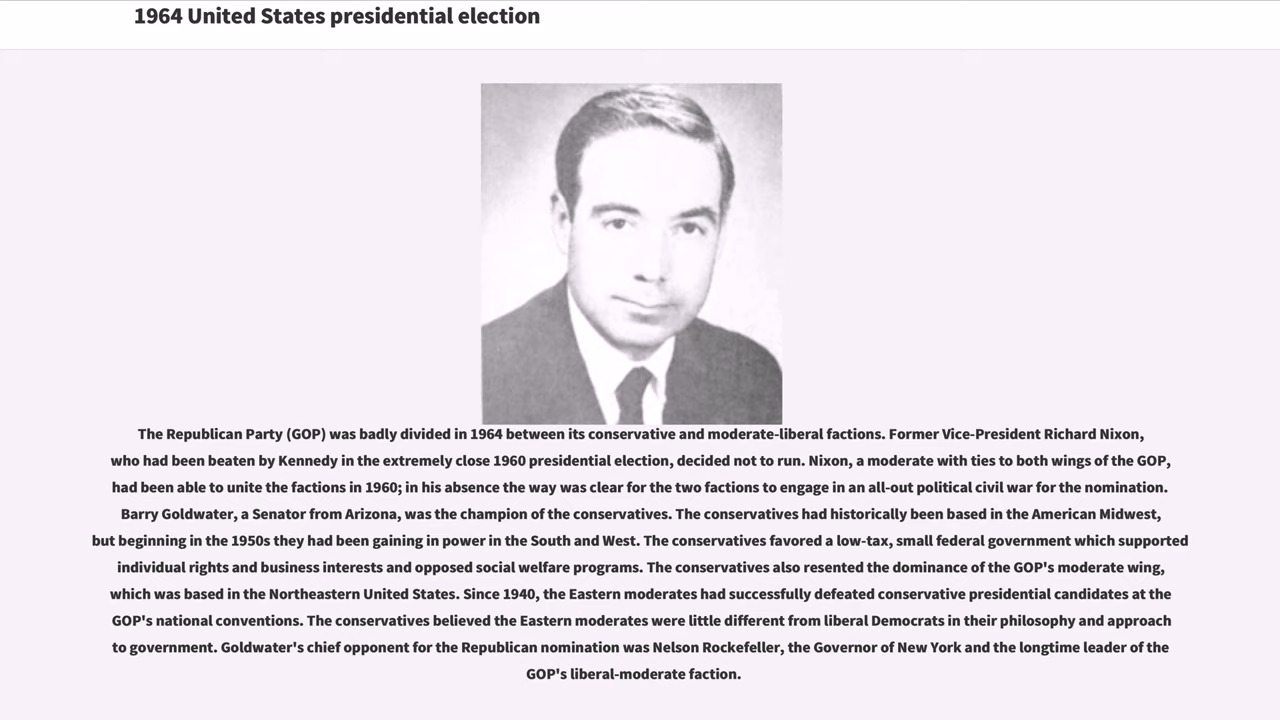 1964 United States presidential election
The Republican Party (GOP) was badly divided in 1964 between its conservative and moderate-liberal factions. Former Vice-President Richard Nixon,
who had been beaten by Kennedy in the extremely close 1960 presidential election, decided not to run. Nixon, a moderate with ties to both wings of the GOP,
had been able to unite the factions in 1960; in his absence the way was clear for the two factions to engage in an all-out political civil war for the nomination.
Barry Goldwater, a Senator from Arizona, was the champion of the conservatives. The conservatives had historically been based in the American Midwest,
but beginning in the 1950s they had been gaining in power in the South and West. The conservatives favored a low-tax, small federal government which supported
individual rights and business interests and opposed social welfare programs. The conservatives also resented the dominance of the GOP's moderate wing,
which was based in the Northeastern United States. Since 1940, the Eastern moderates had successfully defeated conservative presidential candidates at the
GOP's national conventions. The conservatives believed the Eastern moderates were little different from liberal Democrats in their philosophy and approach
to government. Goldwater's chief opponent for the Republican nomination was Nelson Rockefeller, the Governor of New York and the longtime leader of the
GOP's liberal-moderate faction.